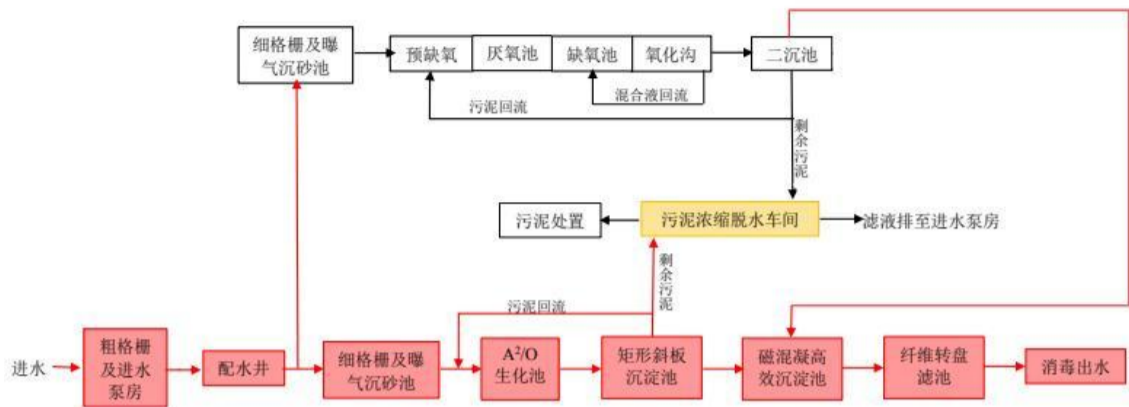 细格栅及曝
气沉砂池
预缺氧
厌氧池
缺氧池
氧化沟
二沉池
混合液回流
污泥回流
剩余污泥
污泥处置
污泥浓缩脱水车间
滤液排至进水泵房
剩余污泥
污泥回流
进水
粗格栅
及进水
泵房
配水井
细格栅及曝
气沉砂池
A²/O
生化池
矩形斜板
沉淀池
磁混凝高
效沉淀池
纤维转盘
滤池
消毒出水